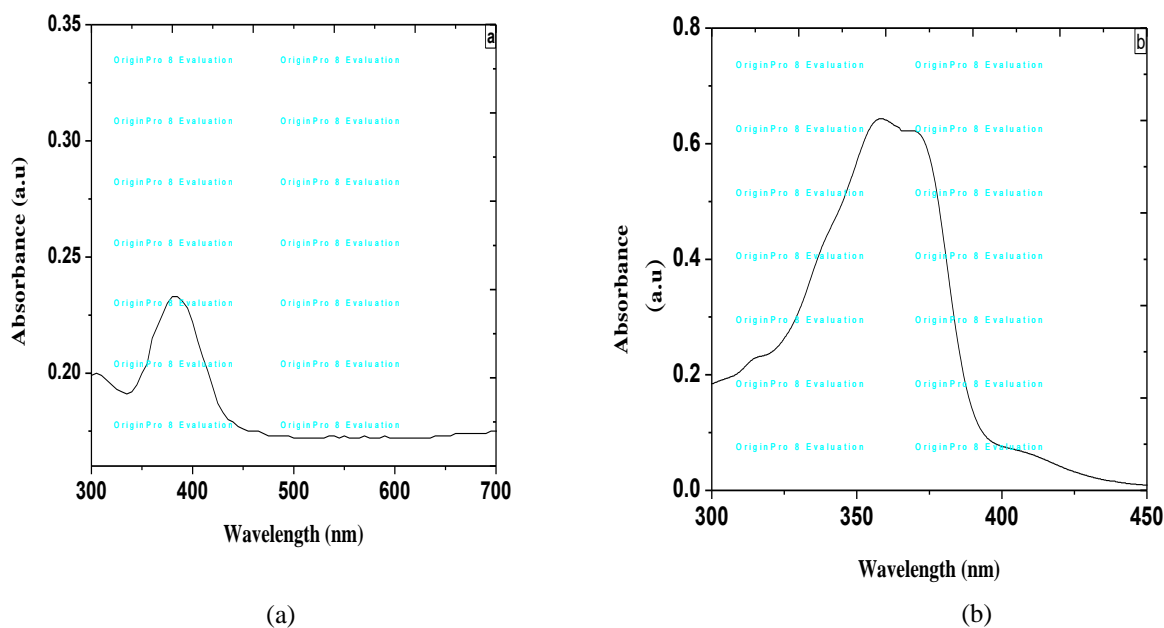 a
0.35
0.30
0.25
0.20
Absorbance (a.u)
OriginPro 8 Evaluation OriginPro 8 Evaluation
OriginPro 8 Evaluation OriginPro 8 Evaluation
OriginPro 8 Evaluation OriginPro 8 Evaluation
OriginPro 8 Evaluation OriginPro 8 Evaluation
OriginPro 8 Evaluation OriginPro 8 Evaluation
OriginPro 8 Evaluation OriginPro 8 Evaluation
OriginPro 8 Evaluation OriginPro 8 Evaluation
300 400 500 600 700
Wavelength (nm)
(a)
b
0.8
0.6
0.4
0.2
0.0
Absorbance
(a.u)
OriginPro 8 Evaluation OriginPro 8 Evaluation
OriginPro 8 Evaluation OriginPro 8 Evaluation
OriginPro 8 Evaluation OriginPro 8 Evaluation
OriginPro 8 Evaluation OriginPro 8 Evaluation
OriginPro 8 Evaluation OriginPro 8 Evaluation
OriginPro 8 Evaluation OriginPro 8 Evaluation
OriginPro 8 Evaluation OriginPro 8 Evaluation
300 350 400 450
Wavelength (nm)
(b)